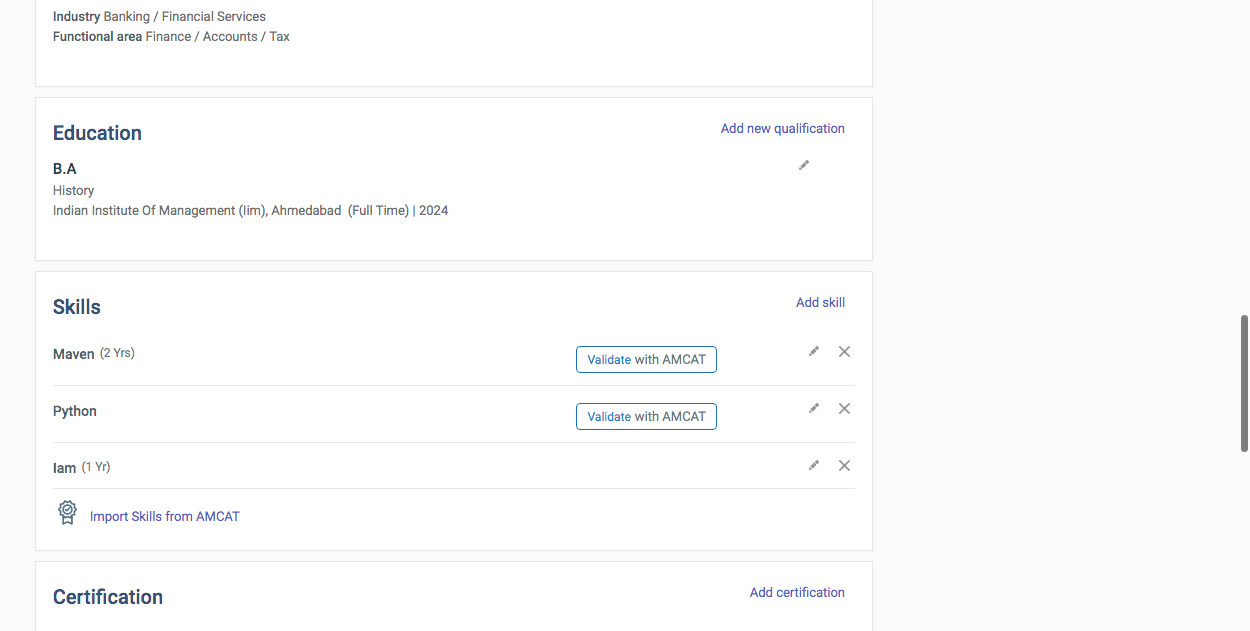 Industry Banking / Financial Services
Functional area Finance / Accounts / Tax
Education
Add new qualification
B.A
History
Indian Institute Of Management (Iim), Ahmedabad (Full Time) | 2024
Skills
Add skill
Maven (2 Yrs)
Validate with AMCAT
Python
Validate with AMCAT
Iam (1 Yr)
Import Skills from AMCAT
Certification
Add certification